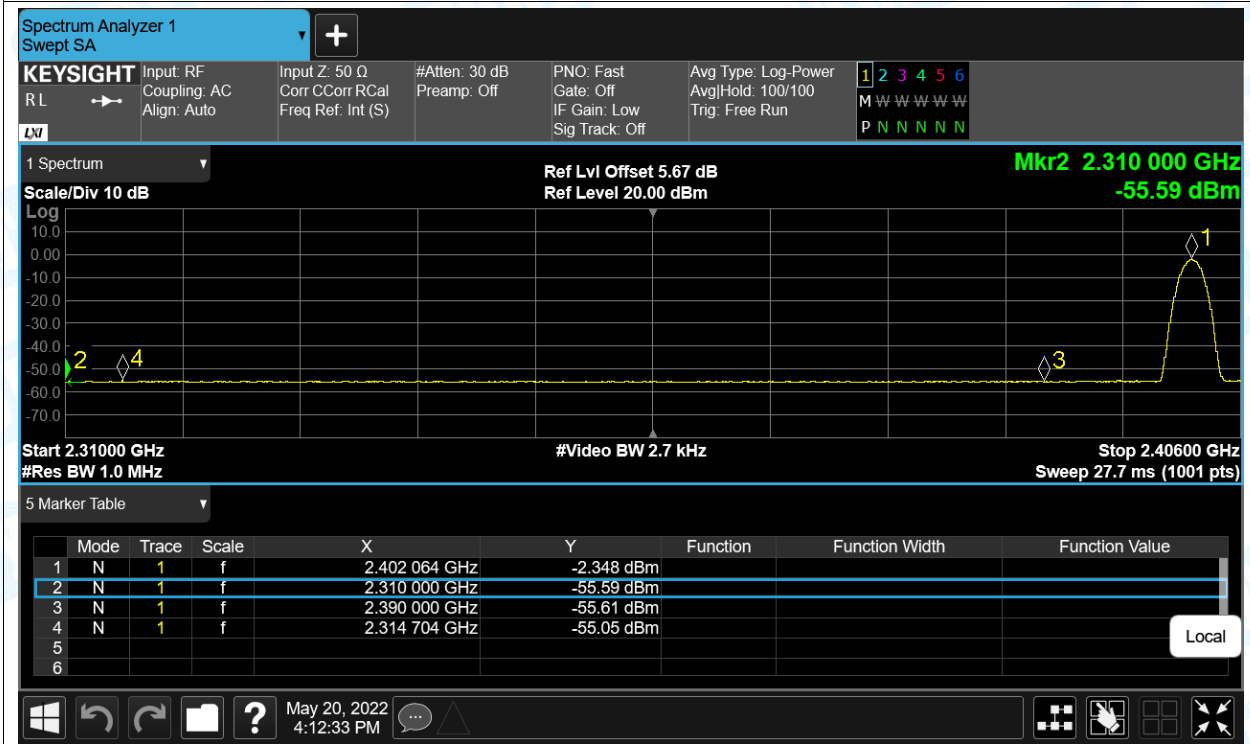 Spectrum Analyzer 1
Swept SA
+
KEYSIGHT
R L
LXI
Input: RF
Coupling: AC
Align: Auto
Input Z: 50 Ω
Corr CCorr RCal
Freq Ref: Int (S)
#Atten: 30 dB
Preamp: Off
PNO: Fast
Gate: Off
IF Gain: Low
Sig Track: Off
Avg Type: Log-Power
Avg|Hold: 100/100
Trig: Free Run
1 2 3 4 5 6
M W W W W W
P N N N N N
1 Spectrum
Scale/Div 10 dB
Ref Lvl Offset 5.67 dB
Ref Level 20.00 dBm
Mkr2 2.310 000 GHz
-55.59 dBm
Log
10.0
0.00
-10.0
-20.0
-30.0
-40.0
-50.0
-60.0
-70.0
1
2
4
3
Start 2.31000 GHz
#Res BW 1.0 MHz
#Video BW 2.7 kHz
Stop 2.40600 GHz
Sweep 27.7 ms (1001 pts)
5 Marker Table
Mode Trace Scale X Y Function Function Width Function Value
1 N 1 f 2.402 064 GHz -2.348 dBm
2 N 1 f 2.310 000 GHz -55.59 dBm
3 N 1 f 2.390 000 GHz -55.61 dBm
4 N 1 f 2.314 704 GHz -55.05 dBm
5
6
Local
?
May 20, 2022
4:12:33 PM